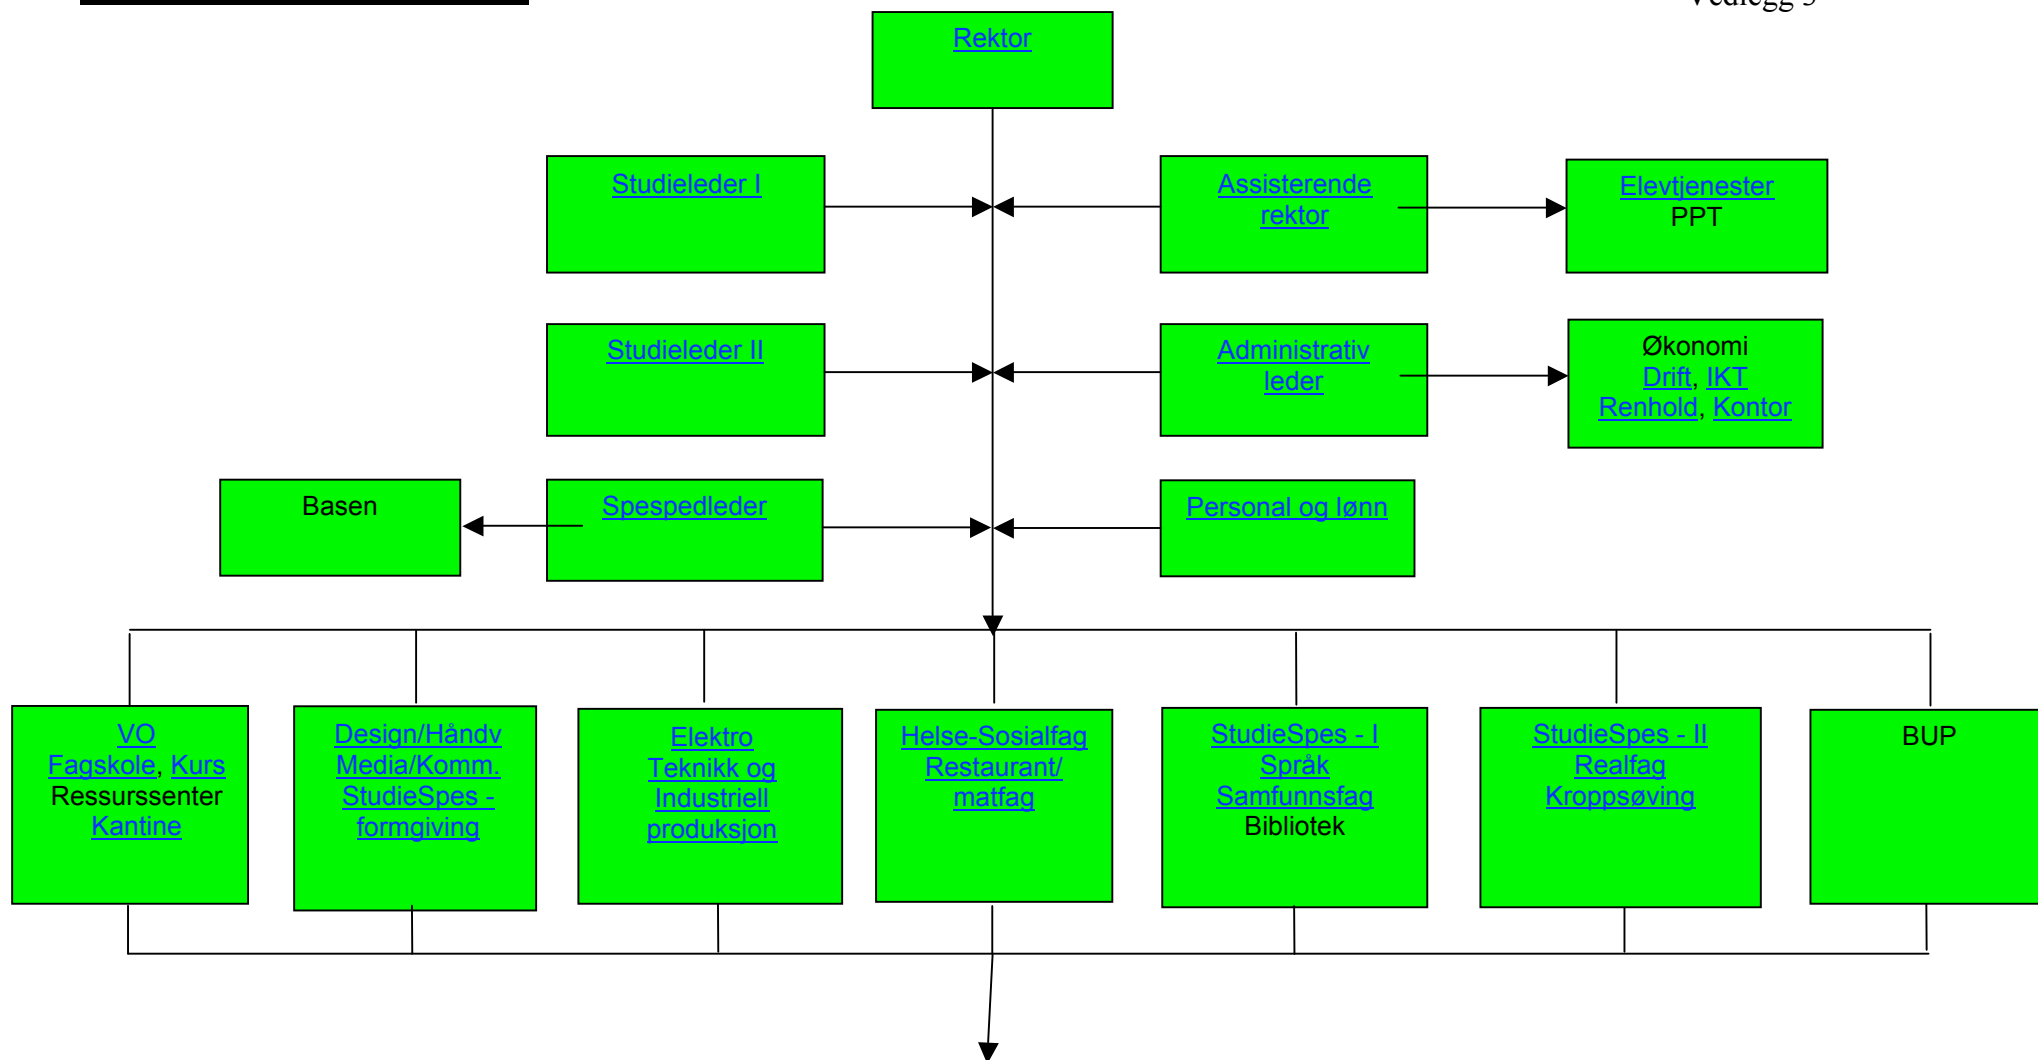 Vedlegg 3
Rektor
Studieleder I
Assisterende
rektor
Elevtjenester
PPT
Studieleder II
Administrativ
leder
Økonomi
Drift, IKT
Renhold, Kontor
Basen
Spespedleder
Personal og lønn
VO
Fagskole, Kurs
Ressurssenter
Kantine
Design/Håndv
Media/Komm.
StudieSpes -
formgiving
Elektro
Teknikk og
Industriell
produksjon
Helse-Sosialfag
Restaurant/
matfag
StudieSpes - I
Språk
Samfunnsfag
Bibliotek
StudieSpes - II
Realfag
Kroppsøving
BUP